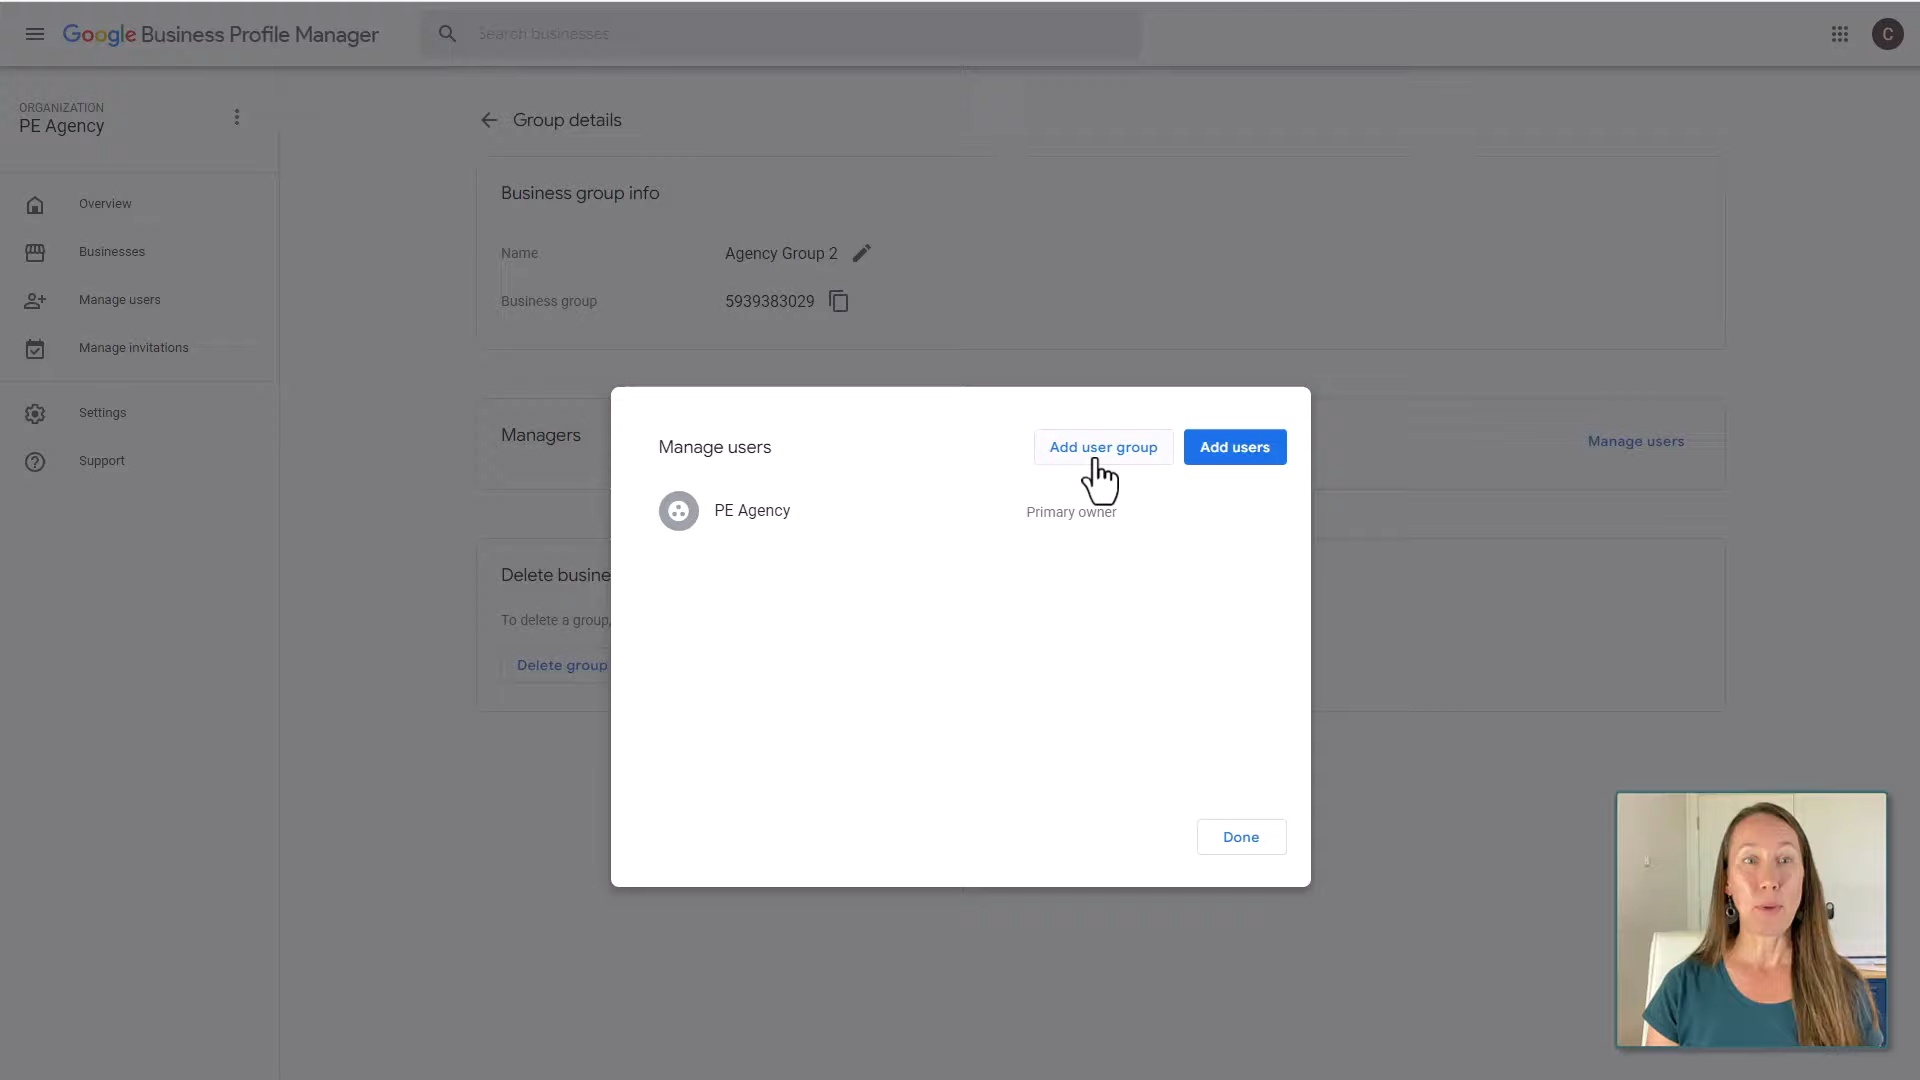 Google Business Profile Manager
Search businesses
C
ORGANIZATION
PE Agency
Overview
Businesses
Manage users
Manage invitations
Settings
Support
Group details
Business group info
Name
Agency Group 2
Business group
5939383029
Managers
Manage users
Delete busine
To delete a group,
Delete group
Manage users
Add user group
Add users
PE Agency
Primary owner
Done